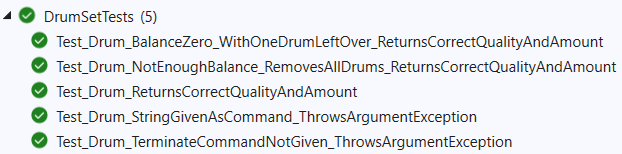 DrumSetTests (5)
Test_Drum_BalanceZero_WithOneDrumLeftOver_ReturnsCorrectQualityAndAmount
Test_Drum_NotEnoughBalance_RemovesAllDrums_ReturnsCorrectQualityAndAmount
Test_Drum_ReturnsCorrectQualityAndAmount
Test_Drum_StringGivenAsCommand_ThrowsArgumentException
Test_Drum_TerminateCommandNotGiven_ThrowsArgumentException